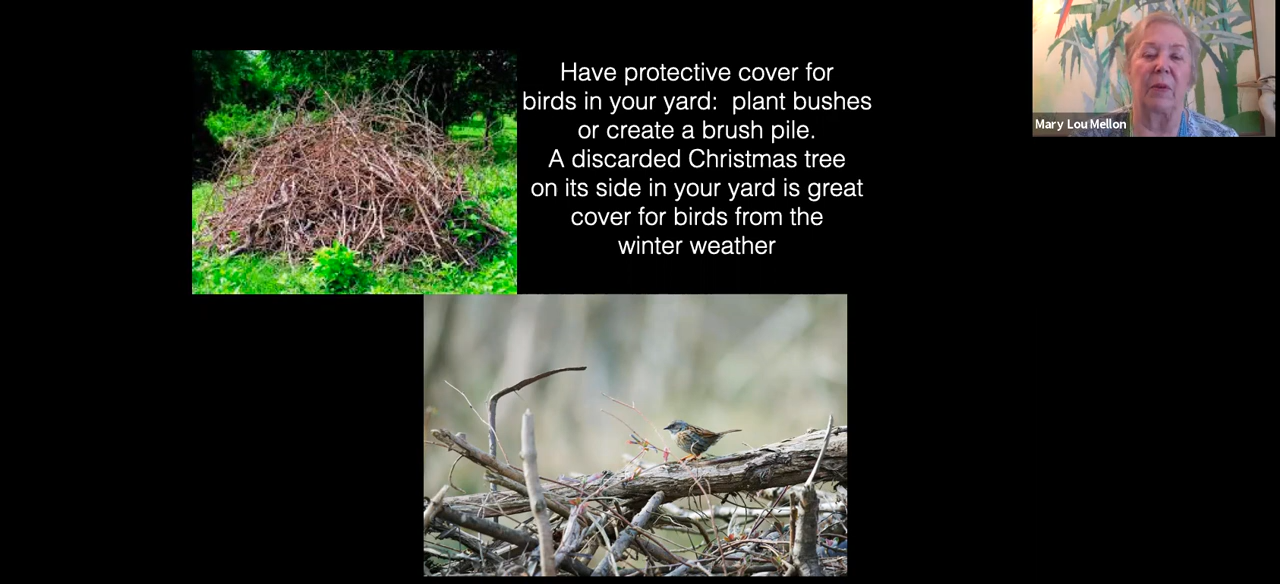 Have protective cover for
birds in your yard:  plant bushes
or create a brush pile.
A discarded Christmas tree
on its side in your yard is great
cover for birds from the
winter weather
Mary Lou Mellon